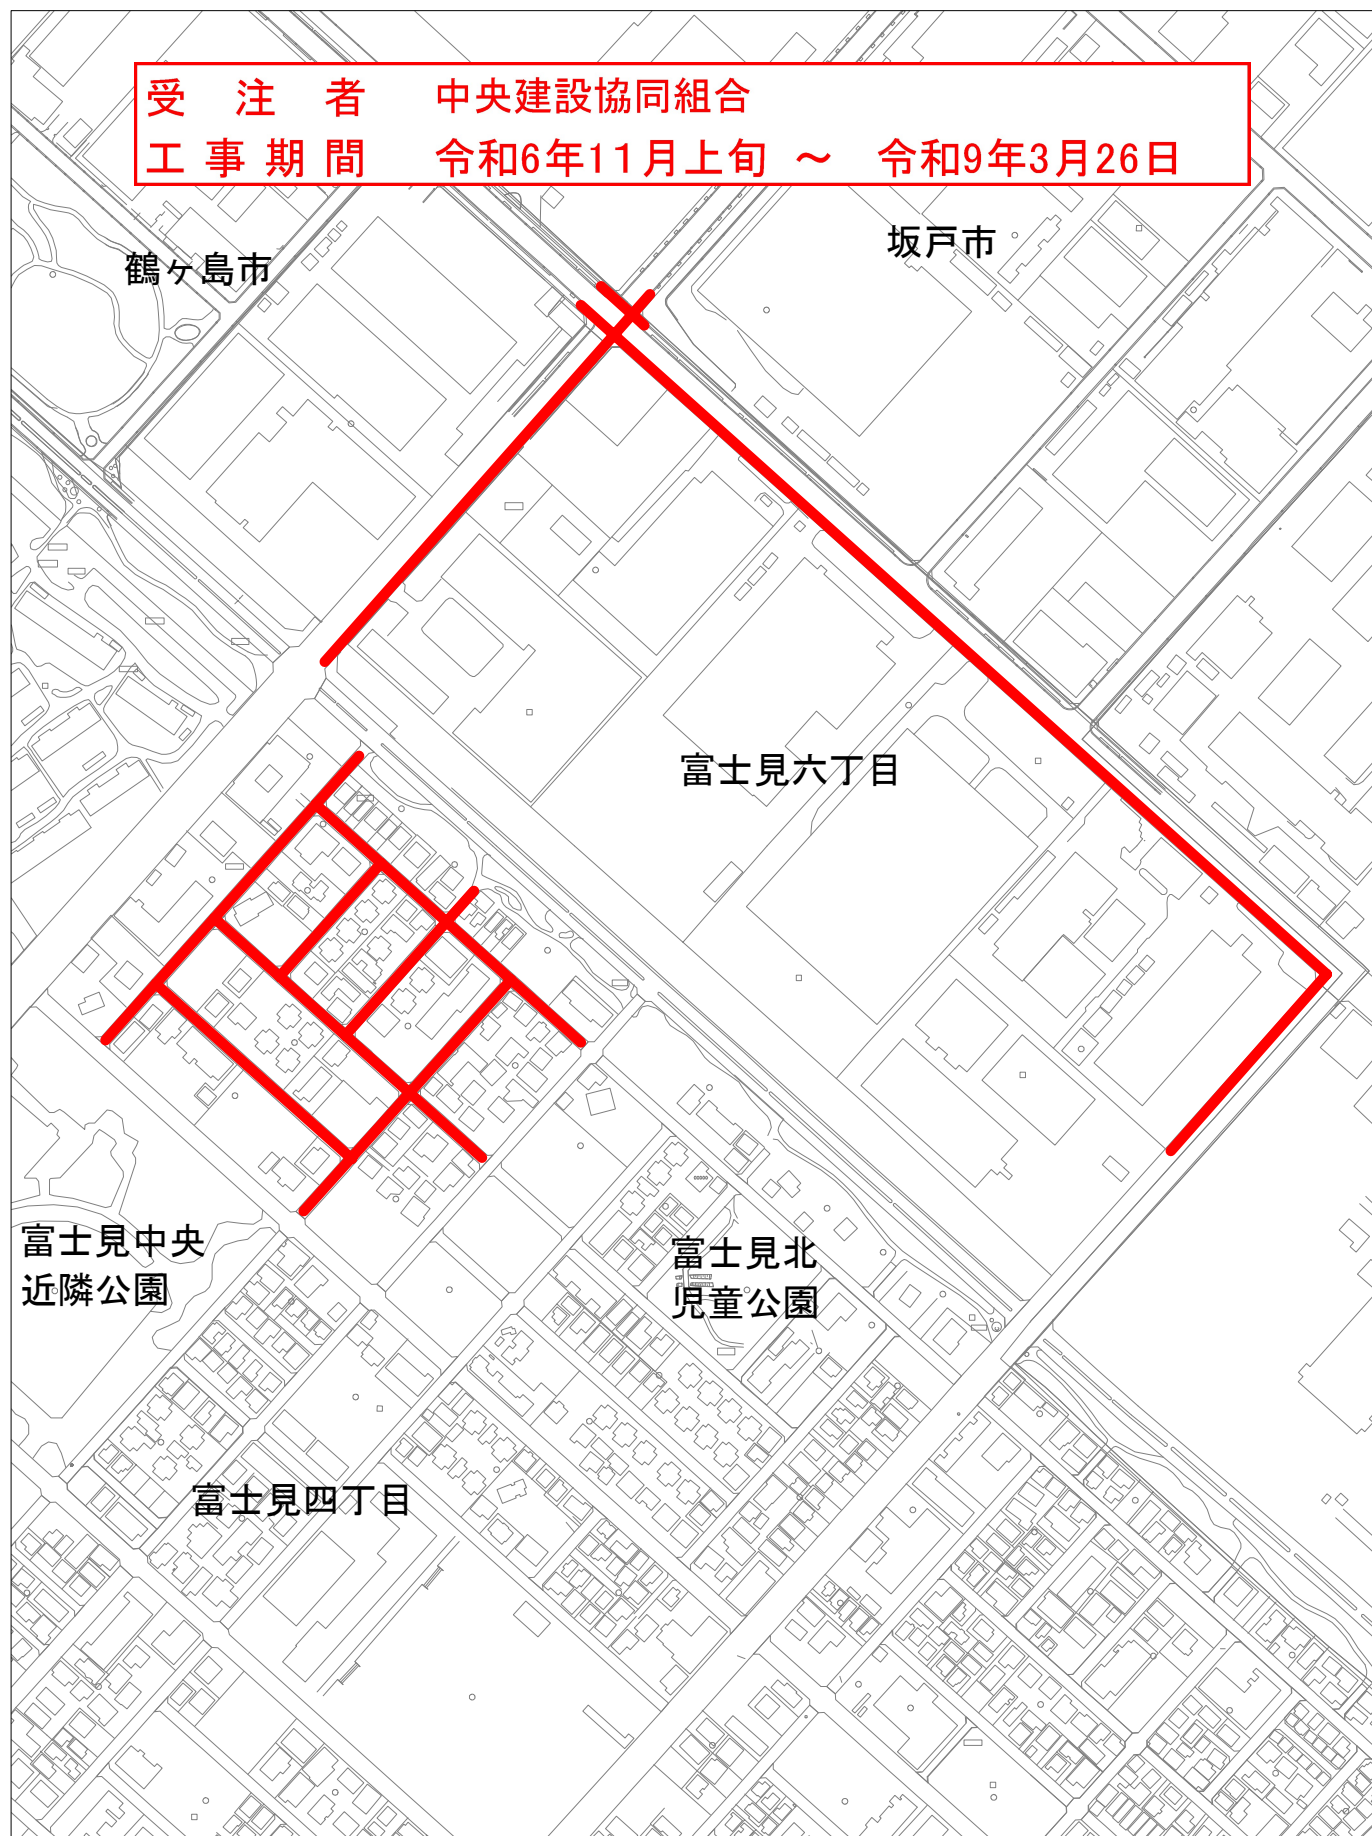 受注者 中央建設協同組合
工事期間 令和6年11月上旬 ～ 令和9年3月26日
坂戸市
鶴ヶ島市
富士見六丁目
富士見中央
近隣公園
富士見北
児童公園
富士見四丁目